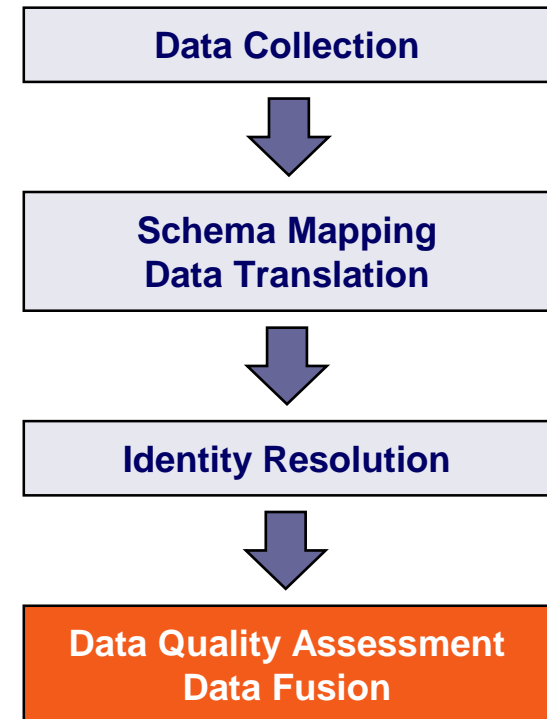 Data Collection
Schema Mapping
Data Translation
Identity Resolution
Data Quality Assessment
Data Fusion